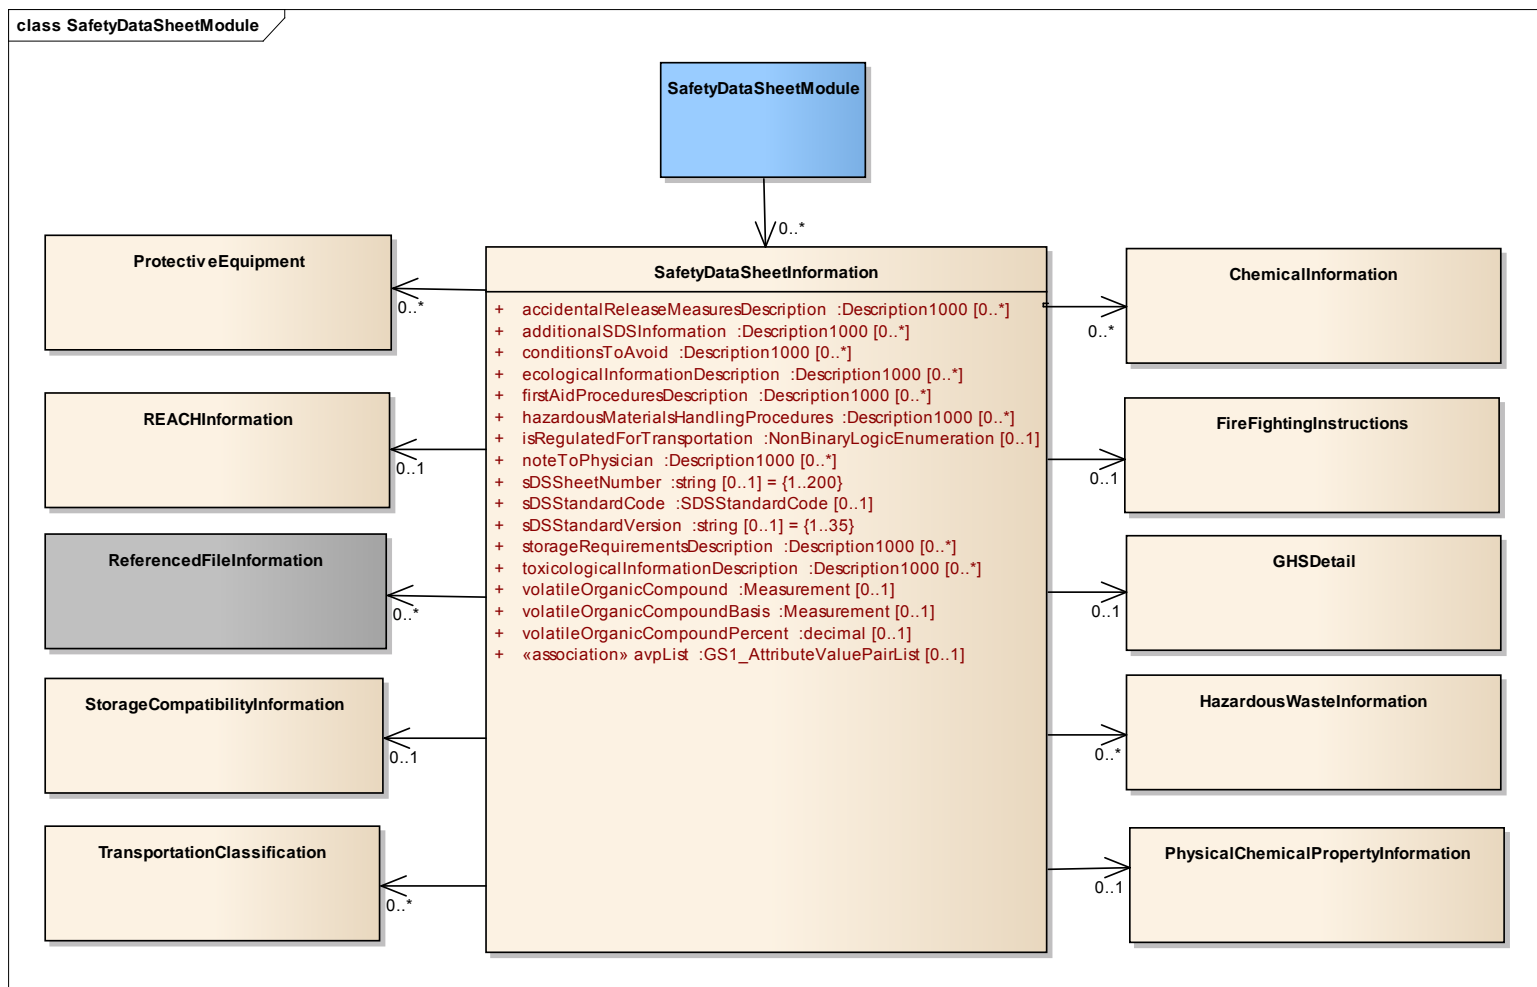 class SafetyDataSheetModule
SafetyDataSheetModule
0..*
SafetyDataSheetInformation
+ accidentalReleaseMeasuresDescription :Description1000 [0..*]
+ additionalSDSInformation :Description1000 [0..*]
+ conditionsToAvoid :Description1000 [0..*]
+ ecologicalInformationDescription :Description1000 [0..*]
+ firstAidProceduresDescription :Description1000 [0..*]
+ hazardousMaterialsHandlingProcedures :Description1000 [0..*]
+ isRegulatedForTransportation :NonBinaryLogicEnumeration [0..1]
+ noteToPhysician :Description1000 [0..*]
+ sDSSheetNumber :string [0..1] = {1..200}
+ sDSStandardCode :SDSStandardCode [0..1]
+ sDSStandardVersion :string [0..1] = {1..35}
+ storageRequirementsDescription :Description1000 [0..*]
+ toxicologicalInformationDescription :Description1000 [0..*]
+ volatileOrganicCompound :Measurement [0..1]
+ volatileOrganicCompoundBasis :Measurement [0..1]
+ volatileOrganicCompoundPercent :decimal [0..1]
+ «association» avpList :GS1_AttributeValuePairList [0..1]
ProtectiveEquipment
0..*
REACHInformation
0..1
ReferencedFileInformation
0..*
StorageCompatibilityInformation
0..1
TransportationClassification
0..*
ChemicalInformation
0..*
FireFightingInstructions
0..1
GHSDetail
0..1
HazardousWasteInformation
0..*
PhysicalChemicalPropertyInformation
0..1